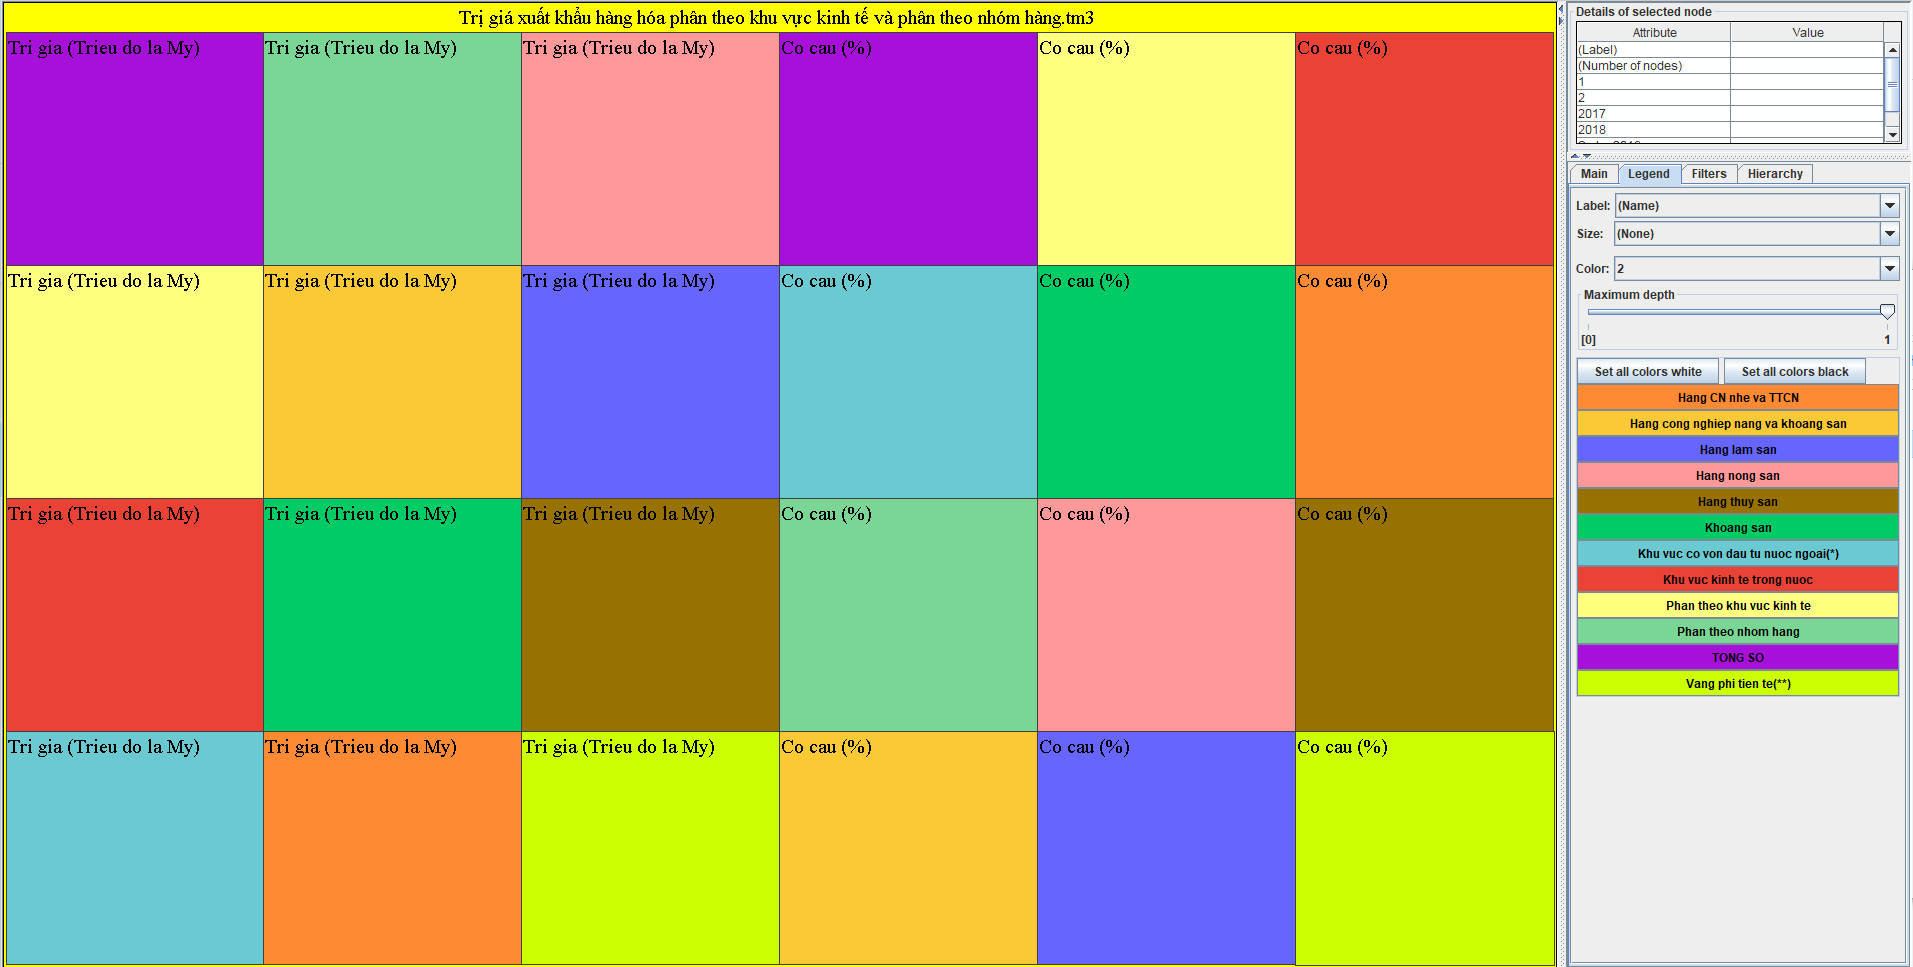 Trị giá xuất khẩu hàng hóa phân theo khu vực kinh tế và phân theo nhóm hàng.tm3
Tri gia (Trieu do la My) Tri gia (Trieu do la My) Tri gia (Trieu do la My) Co cau (%) Co cau (%) Co cau (%)
Tri gia (Trieu do la My) Tri gia (Trieu do la My) Tri gia (Trieu do la My) Co cau (%) Co cau (%) Co cau (%)
Tri gia (Trieu do la My) Tri gia (Trieu do la My) Tri gia (Trieu do la My) Co cau (%) Co cau (%) Co cau (%)
Tri gia (Trieu do la My) Tri gia (Trieu do la My) Tri gia (Trieu do la My) Co cau (%) Co cau (%) Co cau (%)
Details of selected node
Attribute Value
(Label)
(Number of nodes)
1
2
2017
2018
Main Legend Filters Hierarchy
Label: (Name)
Size: (None)
Color: 2
Maximum depth
[0] 1
Set all colors white Set all colors black
Hang CN nhe va TTCN
Hang cong nghiep nang va khoang san
Hang lam san
Hang nong san
Hang thuy san
Khoang san
Khu vuc co von dau tu nuoc ngoai(*)
Khu vuc kinh te trong nuoc
Phan theo khu vuc kinh te
Phan theo nhom hang
TONG SO
Vang phi tien te(**)